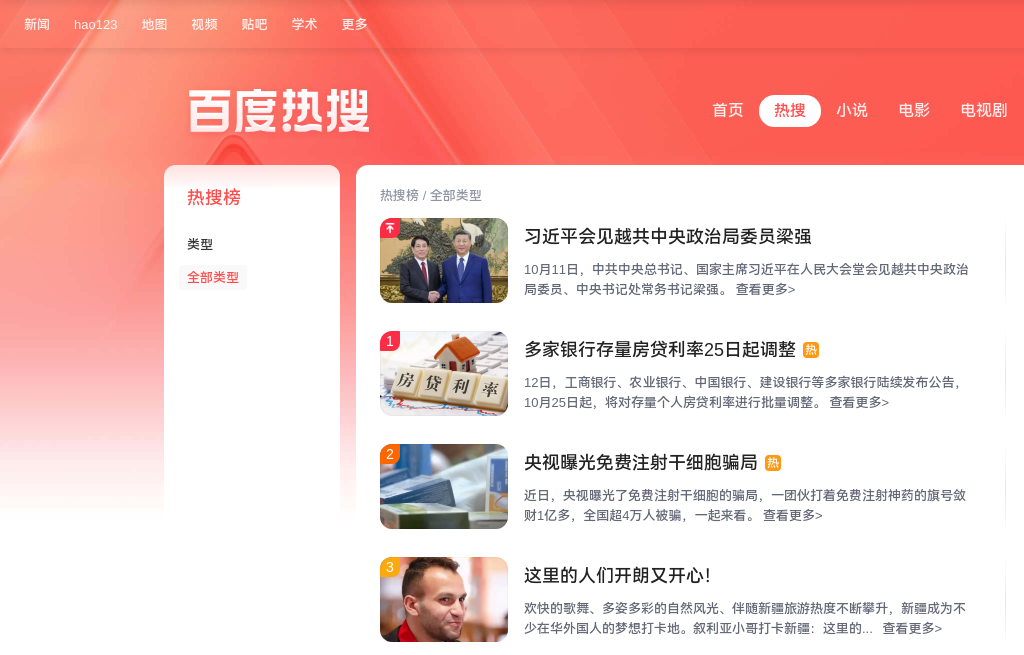 新闻 hao123 地图 视频 贴吧 学术 更多
百度热搜
首页 热搜 小说 电影 电视剧
热搜榜
类型
全部类型
热搜榜 / 全部类型
习近平会见越共中央政治局委员梁强
10月11日，中共中央总书记、国家主席习近平在人民大会堂会见越共中央政治
局委员、中央书记处常务书记梁强。 查看更多>
1
房 贷 利 率
多家银行存量房贷利率25日起调整 热
12日，工商银行、农业银行、中国银行、建设银行等多家银行陆续发布公告，
10月25日起，将对存量个人房贷利率进行批量调整。 查看更多>
2
央视曝光免费注射干细胞骗局 热
近日，央视曝光了免费注射干细胞的骗局，一团伙打着免费注射神药的旗号敛
财1亿多，全国超4万人被骗，一起来看。 查看更多>
3
这里的人们开朗又开心！
欢快的歌舞、多姿多彩的自然风光、伴随新疆旅游热度不断攀升，新疆成为不
少在华外国人的梦想打卡地。叙利亚小哥打卡新疆：这里的... 查看更多>